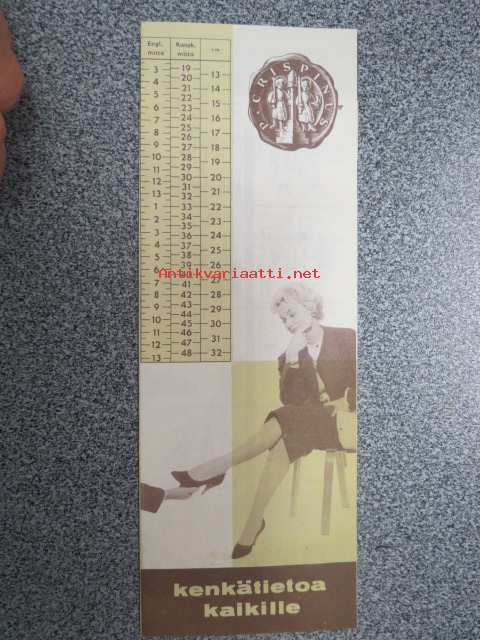 Engl. Ransk. cm
mitta mitta
3 19
4 20 13
5 21 14
6 22 15
7 23
24 16
8 25
26 17
9 27
10 28 18
11 29 19
12 30 20
13 31
32 21
1 33 22
2 34
35 23
3 36 24
4 37
5 38 25
6 39 26
27
7 41
8 42 28
9 43
10 44 29
11 45 30
12 46
47 31
13 48 32
P. CRISPINUS
Antikvariaatti.net
kenkätietoa
kaikille